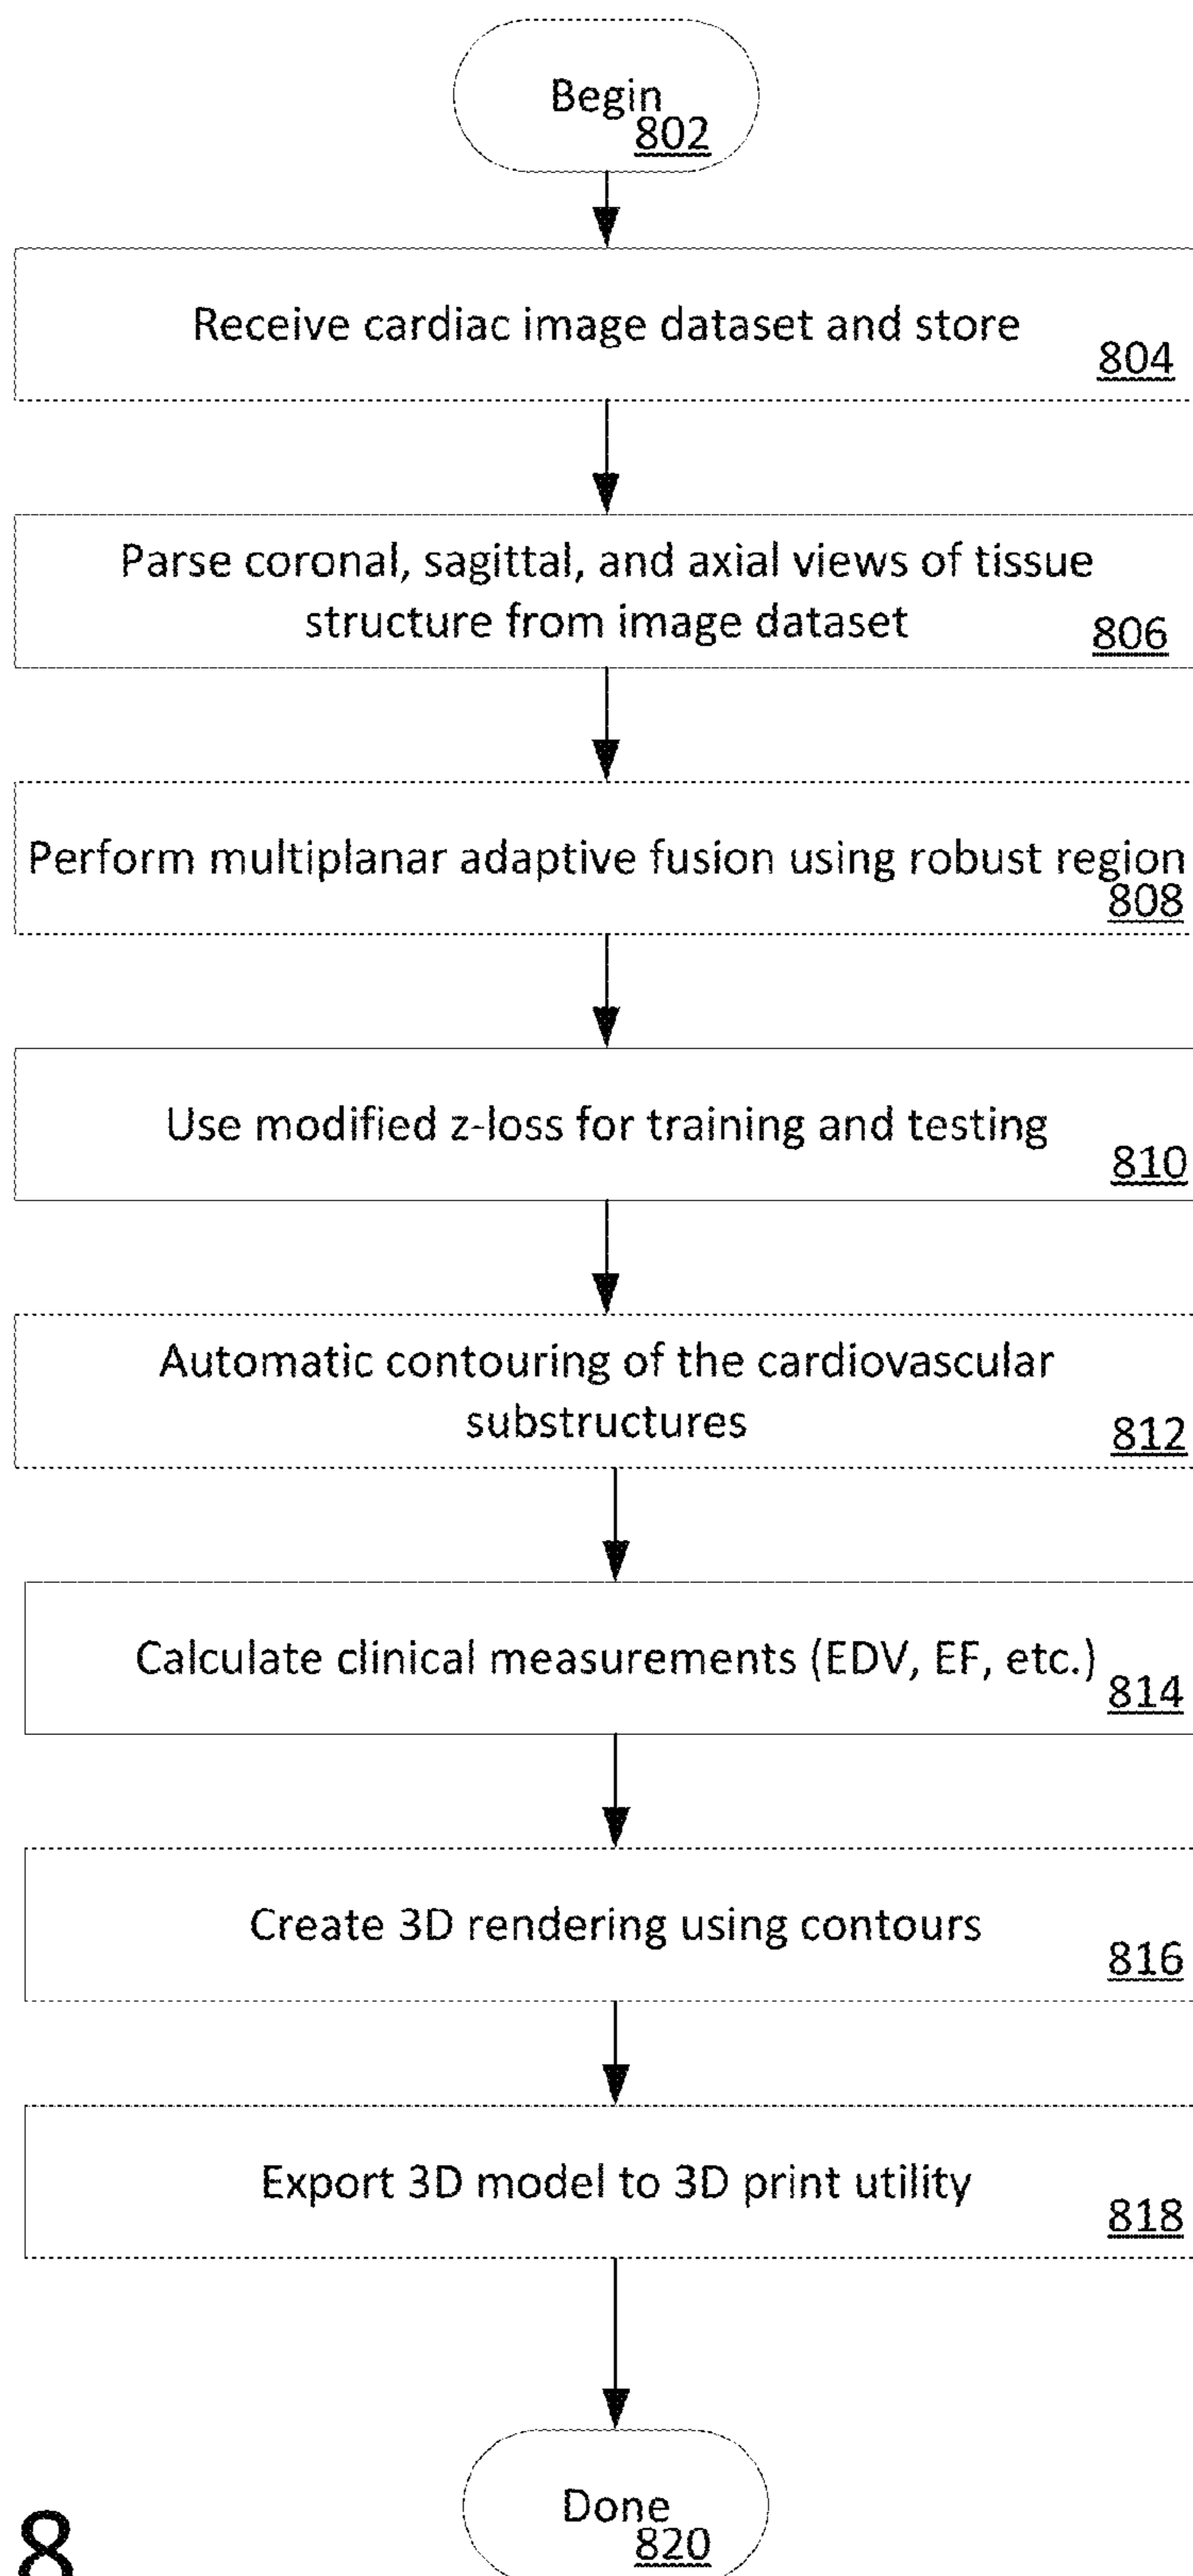 Begin
802
Receive cardiac image dataset and store
804
Parse coronal, sagittal, and axial views of tissue
structure from image dataset
806
Perform multiplanar adaptive fusion using robust region
808
Use modified z-loss for training and testing
810
Automatic contouring of the cardiovascular
substructures
812
Calculate clinical measurements (EDV, EF, etc.)
814
Create 3D rendering using contours
816
Export 3D model to 3D print utility
818
Done
820
8